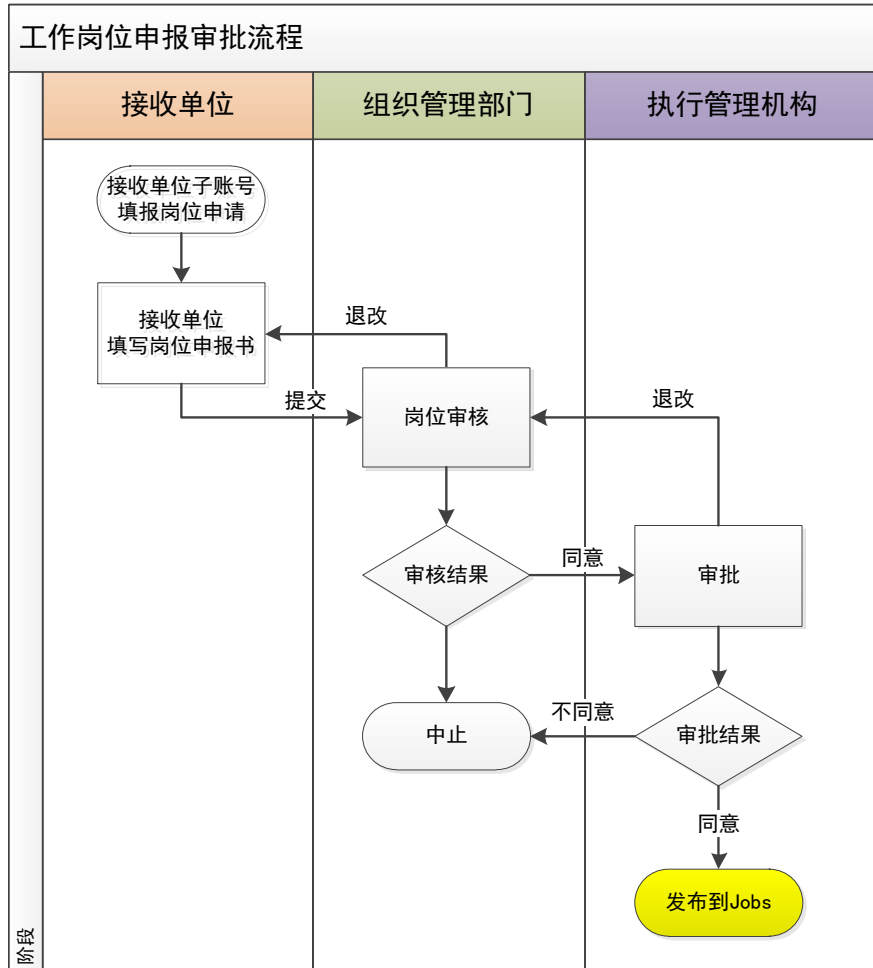 工作岗位申报审批流程
接收单位
组织管理部门
执行管理机构
接收单位子账号
填报岗位申请
接收单位
填写岗位申报书
退改
提交
岗位审核
退改
审核结果
同意
审批
中止
不同意
审批结果
同意
发布到Jobs
阶段